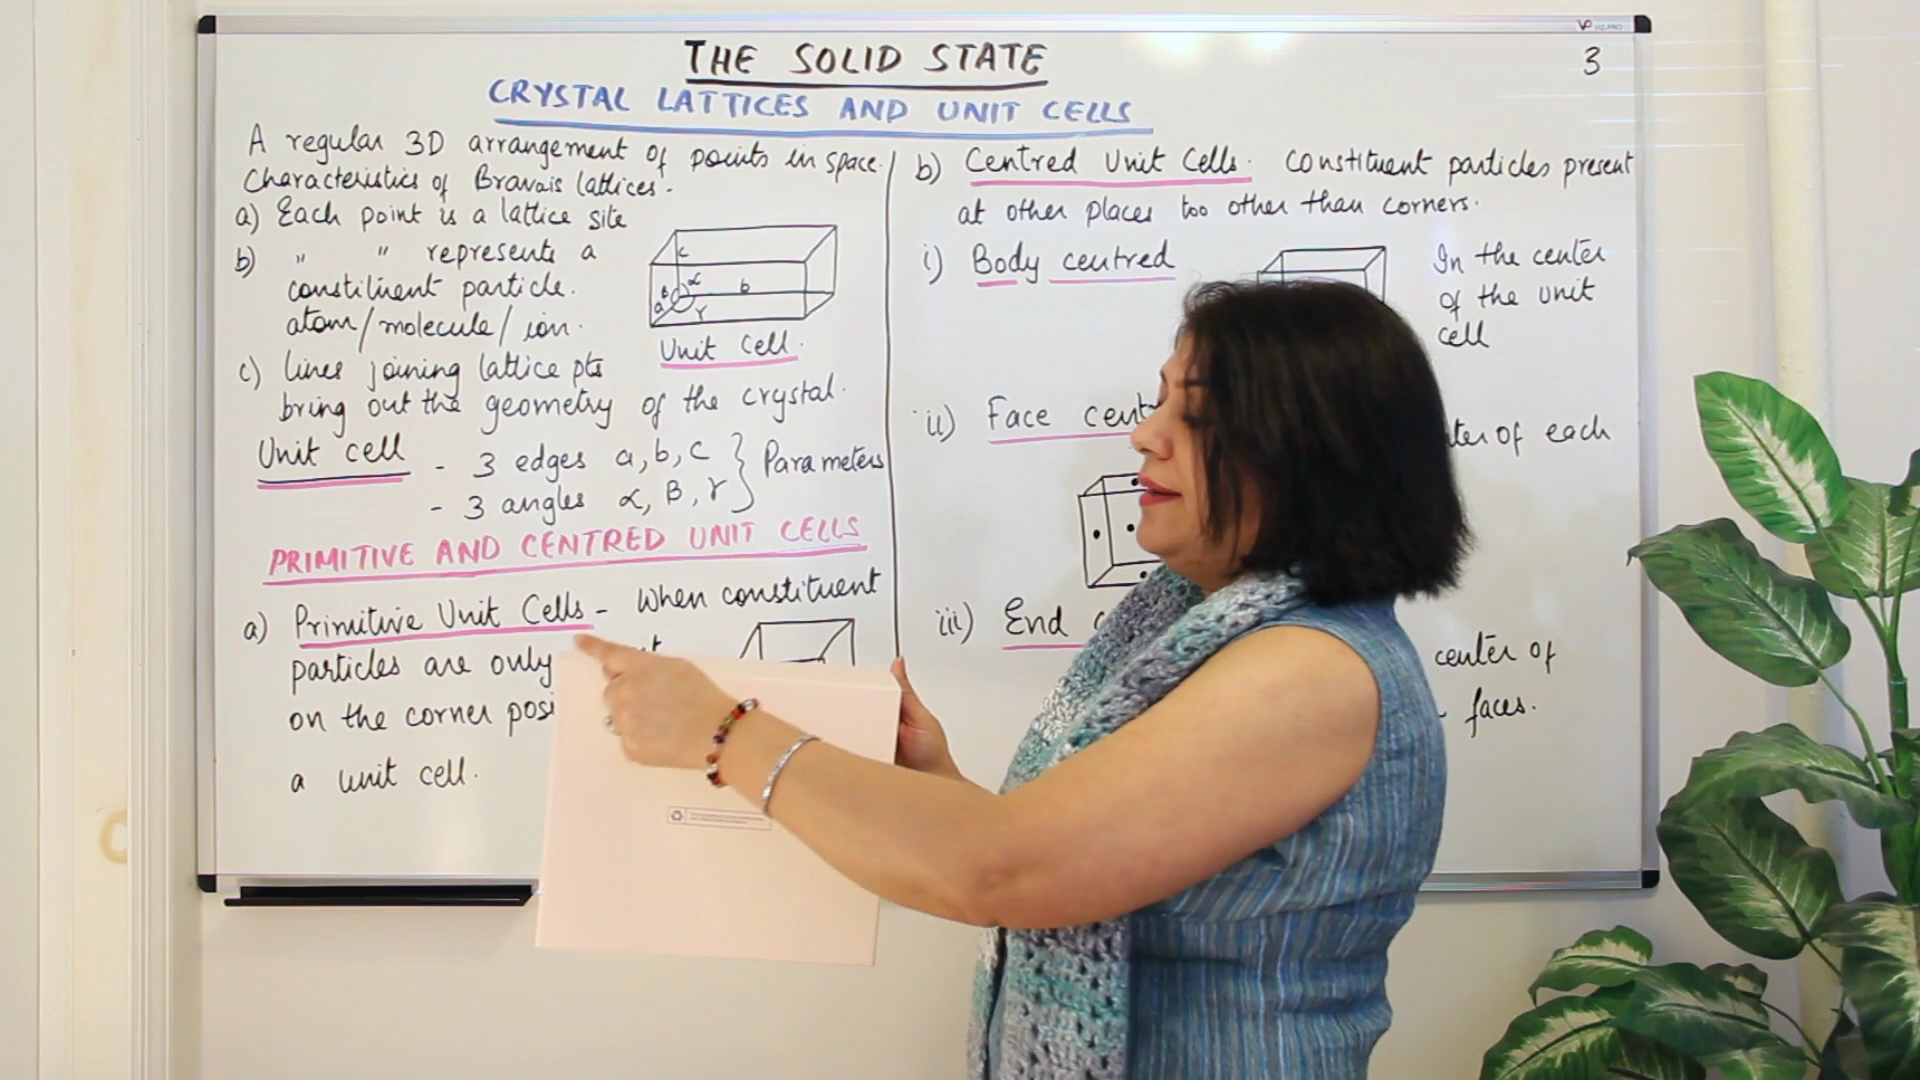 THE SOLID STATE
3
CRYSTAL LATTICES AND UNIT CELLS
A regular 3D arrangement of points in space.
Characteristics of Bravais lattices.
a) Each point is a lattice site
b) " " represents a
constituent particle.
atom/molecule/ion.
c) lines joining lattice pts
bring out the geometry of the crystal.
c
α
β
b
a
γ
Unit cell.
Unit cell - 3 edges a, b, c } Parameters
- 3 angles α, β, γ
PRIMITIVE AND CENTRED UNIT CELLS
a) Primitive Unit Cells - When constituent
particles are only
on the corner posi
a unit cell.
b) Centred Unit Cells. Constituent particles present
at other places too other than corners.
i) Body centred
In the center
of the unit
cell
ii) Face cent
ter of each
iii) End
center of
faces.